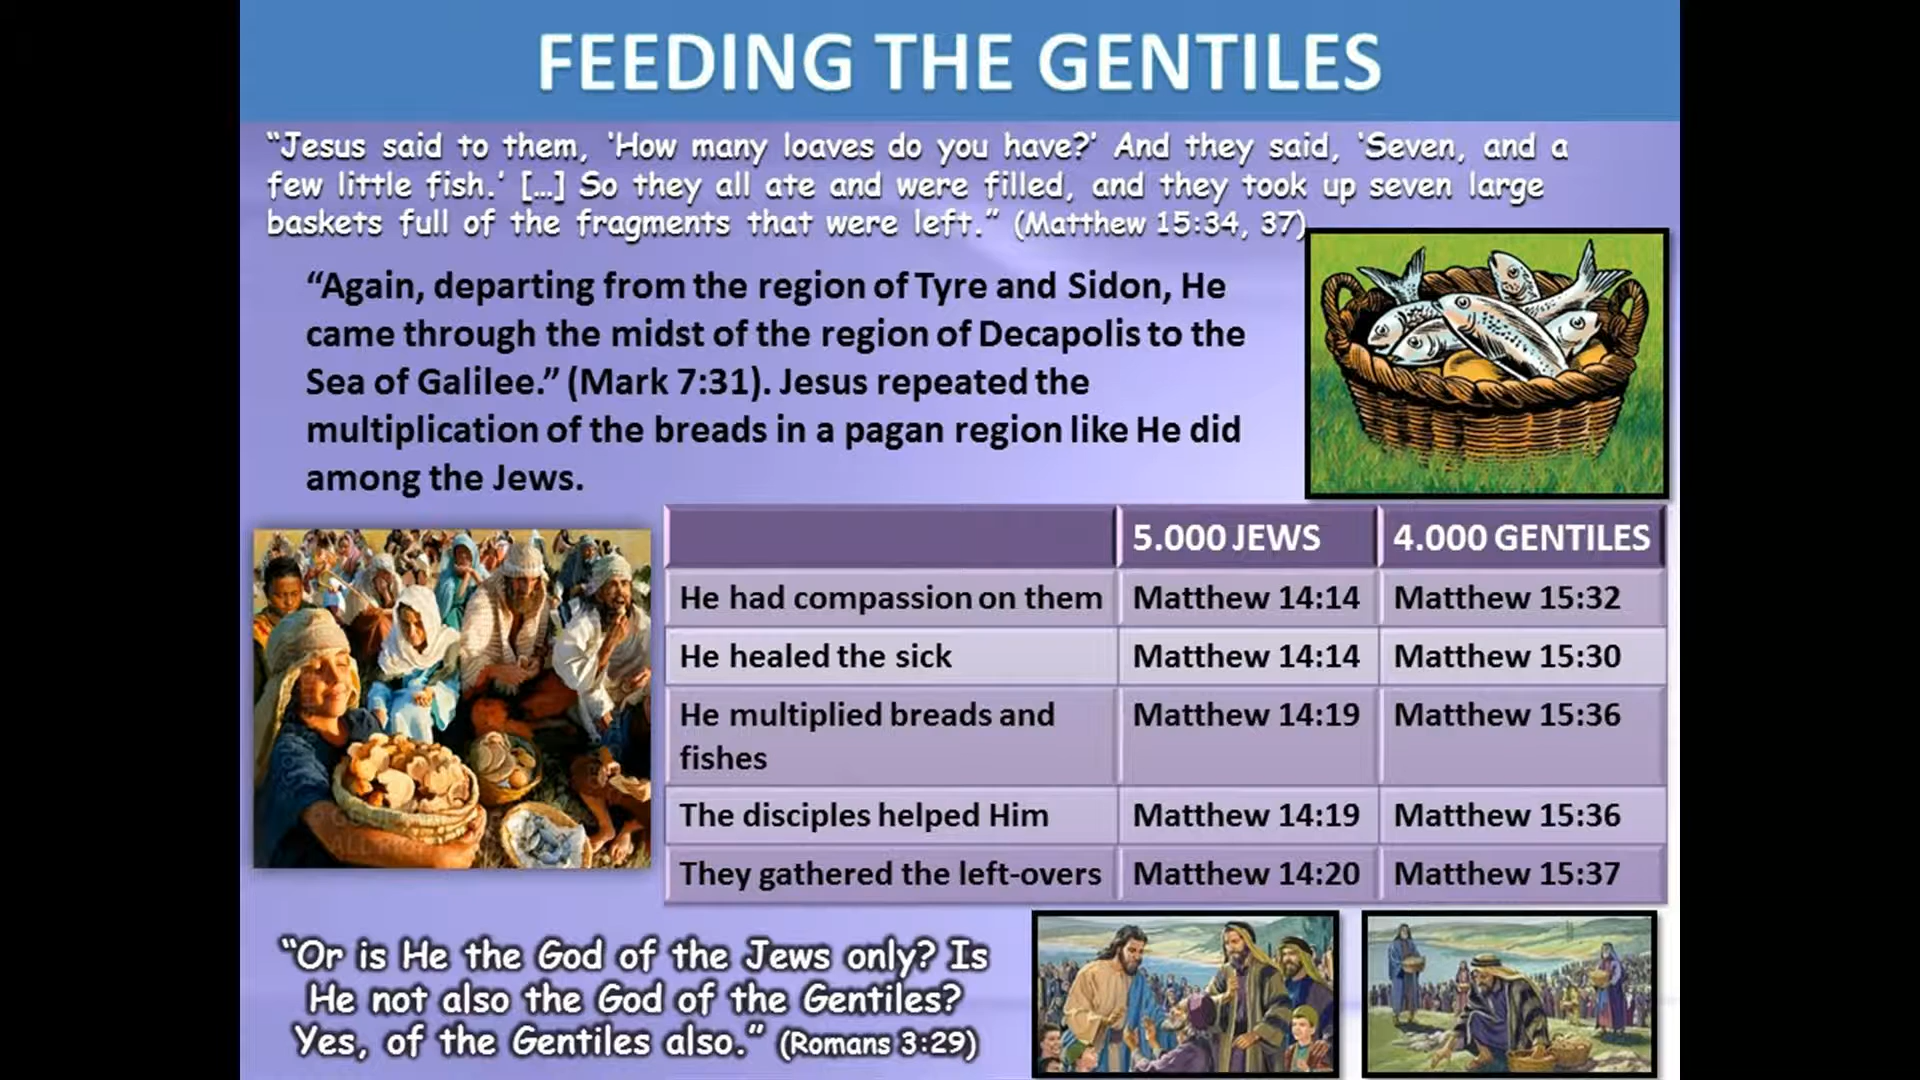 FEEDING THE GENTILES
“Jesus said to them, ‘How many loaves do you have?’ And they said, ‘Seven, and a
few little fish.’ [...] So they all ate and were filled, and they took up seven large
baskets full of the fragments that were left.” (Matthew 15:34, 37)
“Again, departing from the region of Tyre and Sidon, He
came through the midst of the region of Decapolis to the
Sea of Galilee.” (Mark 7:31). Jesus repeated the
multiplication of the breads in a pagan region like He did
among the Jews.
5.000 JEWS 4.000 GENTILES
He had compassion on them Matthew 14:14 Matthew 15:32
He healed the sick Matthew 14:14 Matthew 15:30
He multiplied breads and Matthew 14:19 Matthew 15:36
fishes
The disciples helped Him Matthew 14:19 Matthew 15:36
They gathered the left-overs Matthew 14:20 Matthew 15:37
“Or is He the God of the Jews only? Is
He not also the God of the Gentiles?
Yes, of the Gentiles also.” (Romans 3:29)